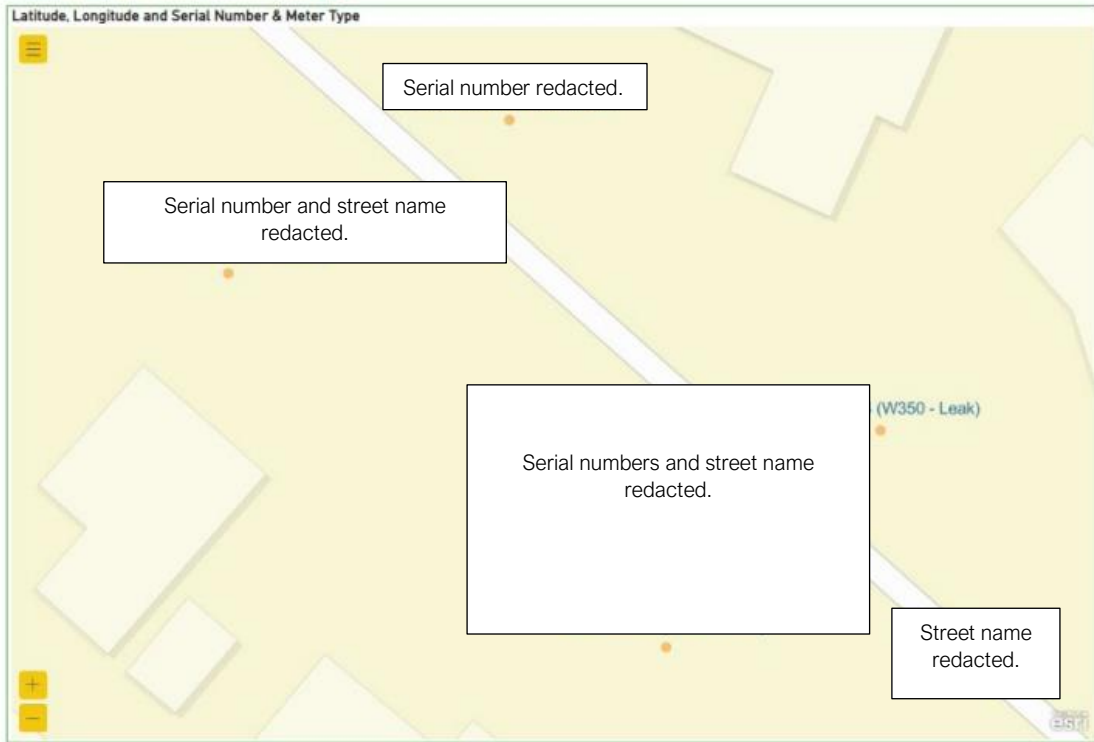 Latitude, Longitude and Serial Number & Meter Type
Serial number redacted.
Serial number and street name
redacted.
(W350 - Leak)
Serial numbers and street name
redacted.
Street name
redacted.
esri